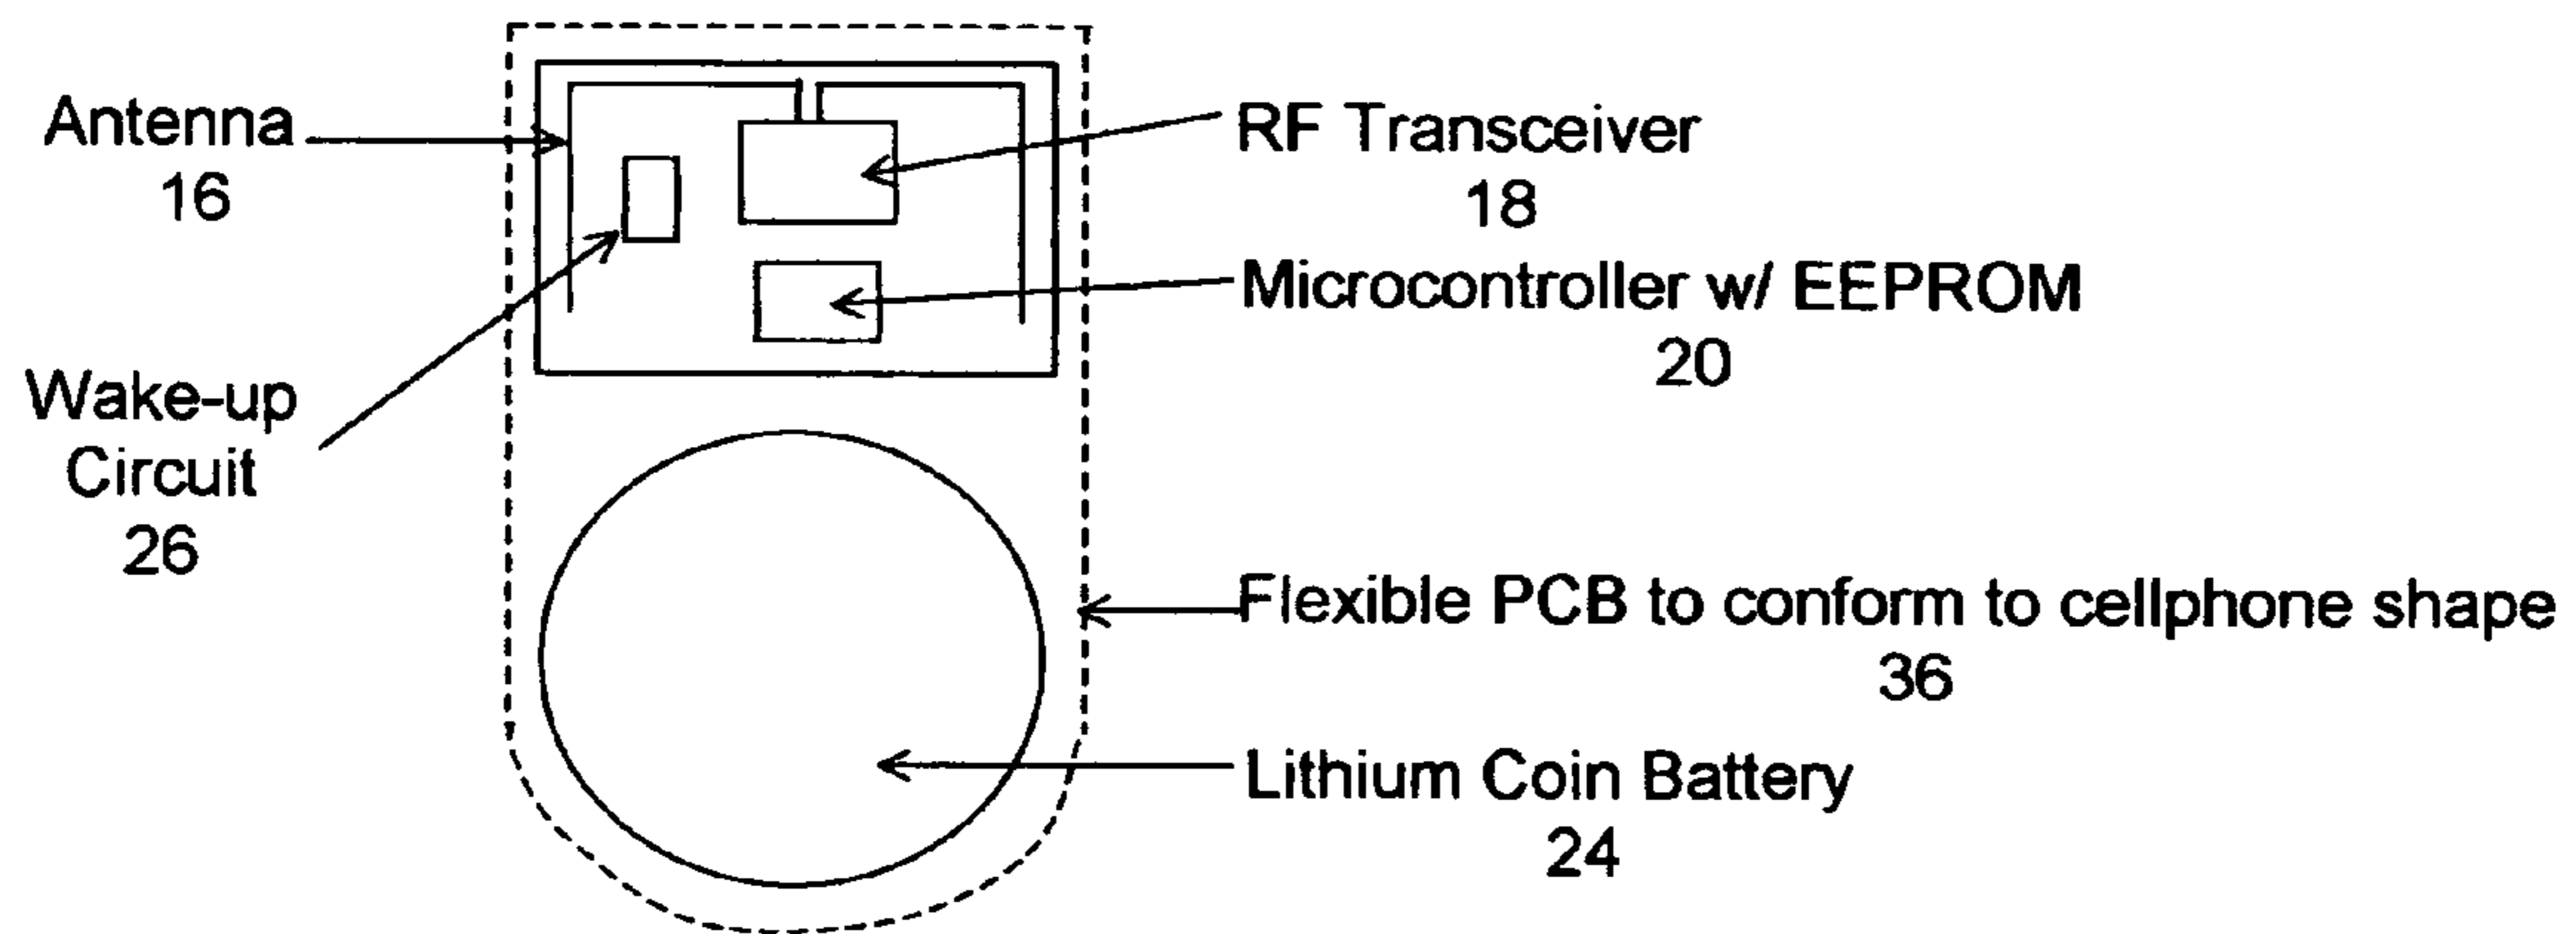 Antenna
16
RF Transceiver
18
Microcontroller w/ EEPROM
20
Wake-up
Circuit
26
Flexible PCB to conform to cellphone shape
36
Lithium Coin Battery
24